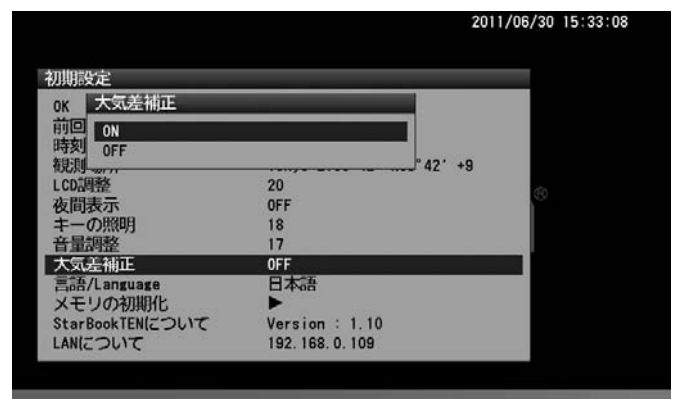 2011/06/30 15:33:08
初期設定
OK
大気差補正
前回
ON
時刻
OFF
観測
"42' +9
LCD調整 20
夜間表示 OFF
キーの照明 18
音量調整 17
大気差補正 OFF
言語/Language 日本語
メモリの初期化 ▶
StarBookTENについて Version : 1.10
LANについて 192.168.0.109
®